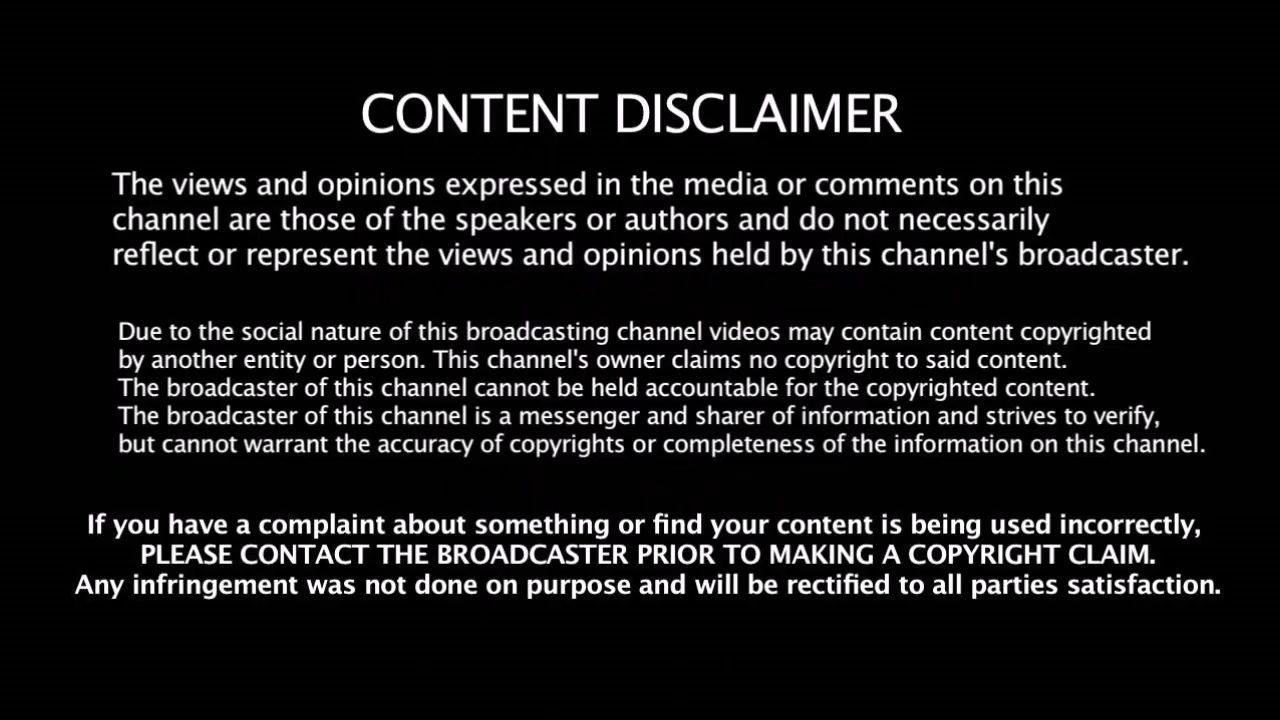 CONTENT DISCLAIMER
The views and opinions expressed in the media or comments on this
channel are those of the speakers or authors and do not necessarily
reflect or represent the views and opinions held by this channel's broadcaster.
Due to the social nature of this broadcasting channel videos may contain content copyrighted
by another entity or person. This channel's owner claims no copyright to said content.
The broadcaster of this channel cannot be held accountable for the copyrighted content.
The broadcaster of this channel is a messenger and sharer of information and strives to verify,
but cannot warrant the accuracy of copyrights or completeness of the information on this channel.
If you have a complaint about something or find your content is being used incorrectly,
PLEASE CONTACT THE BROADCASTER PRIOR TO MAKING A COPYRIGHT CLAIM.
Any infringement was not done on purpose and will be rectified to all parties satisfaction.